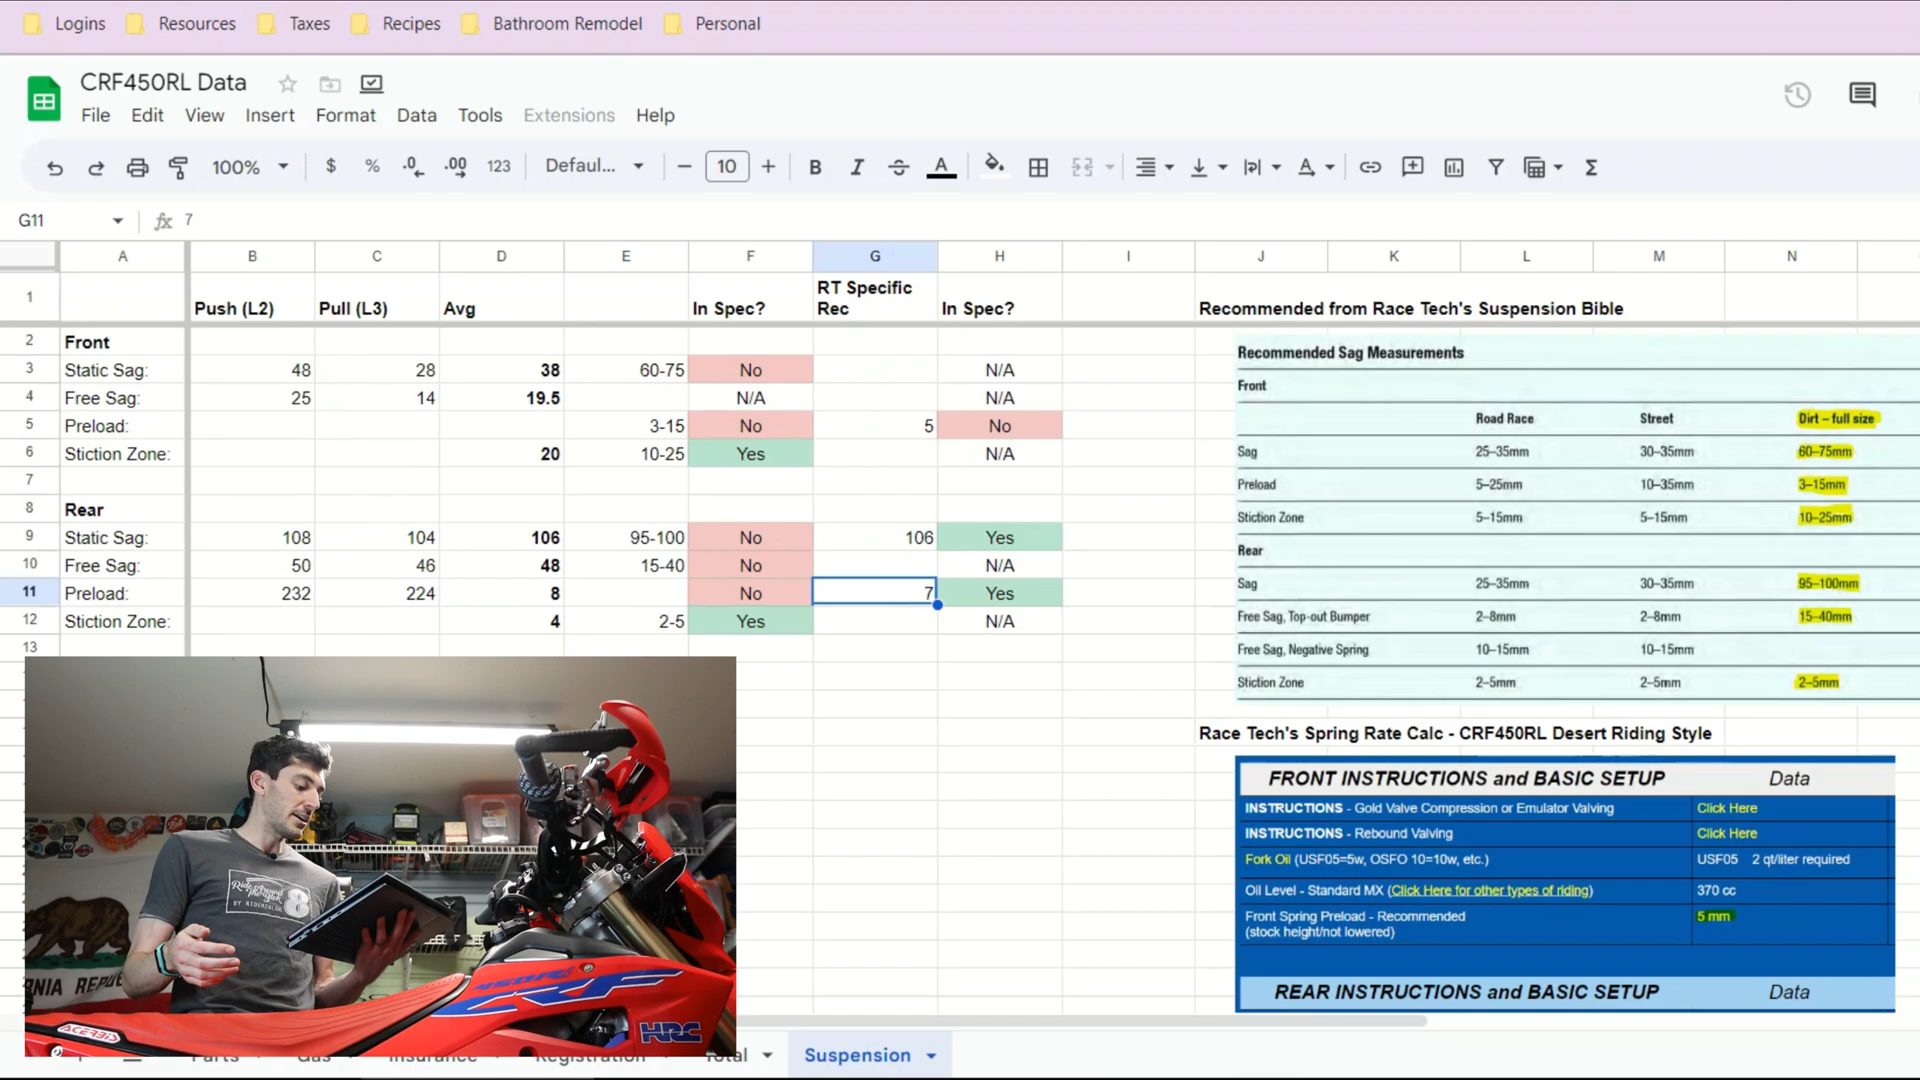 Logins Resources Taxes Recipes Bathroom Remodel Personal
CRF450RL Data
File Edit View Insert Format Data Tools Extensions Help
100% $ % .0 .00 123 Defaul... 10 B I A
G11 fx 7
A B C D E F G H I J K L M N
1 Push (L2) Pull (L3) Avg In Spec? RT Specific Rec In Spec? Recommended from Race Tech's Suspension Bible
2 Front
3 Static Sag: 48 28 38 60-75 No N/A
4 Free Sag: 25 14 19.5 N/A N/A
5 Preload: 3-15 No 5 No
6 Stiction Zone: 20 10-25 Yes N/A
7
8 Rear
9 Static Sag: 108 104 106 95-100 No 106 Yes
10 Free Sag: 50 46 48 15-40 No N/A
11 Preload: 232 224 8 No 7 Yes
12 Stiction Zone: 4 2-5 Yes N/A
13
Recommended Sag Measurements
Front
Road Race Street Dirt – full size
Sag 25–35mm 30–35mm 60–75mm
Preload 5–25mm 10–35mm 3–15mm
Stiction Zone 5–15mm 5–15mm 10–25mm
Rear
Sag 25–35mm 30–35mm 95–100mm
Free Sag, Top-out Bumper 2–8mm 2–8mm 15–40mm
Free Sag, Negative Spring 10–15mm 10–15mm
Stiction Zone 2–5mm 2–5mm 2–5mm
Race Tech's Spring Rate Calc - CRF450RL Desert Riding Style
FRONT INSTRUCTIONS and BASIC SETUP Data
INSTRUCTIONS - Gold Valve Compression or Emulator Valving Click Here
INSTRUCTIONS - Rebound Valving Click Here
Fork Oil (USF05=5w, OSFO 10=10w, etc.) USF05 2 qt/liter required
Oil Level - Standard MX (Click Here for other types of riding) 370 cc
Front Spring Preload - Recommended 5 mm
(stock height/not lowered)
REAR INSTRUCTIONS and BASIC SETUP Data
8
450R
CRF
HRC
ACERBIS
Parts Gas Insurance Registration Total Suspension